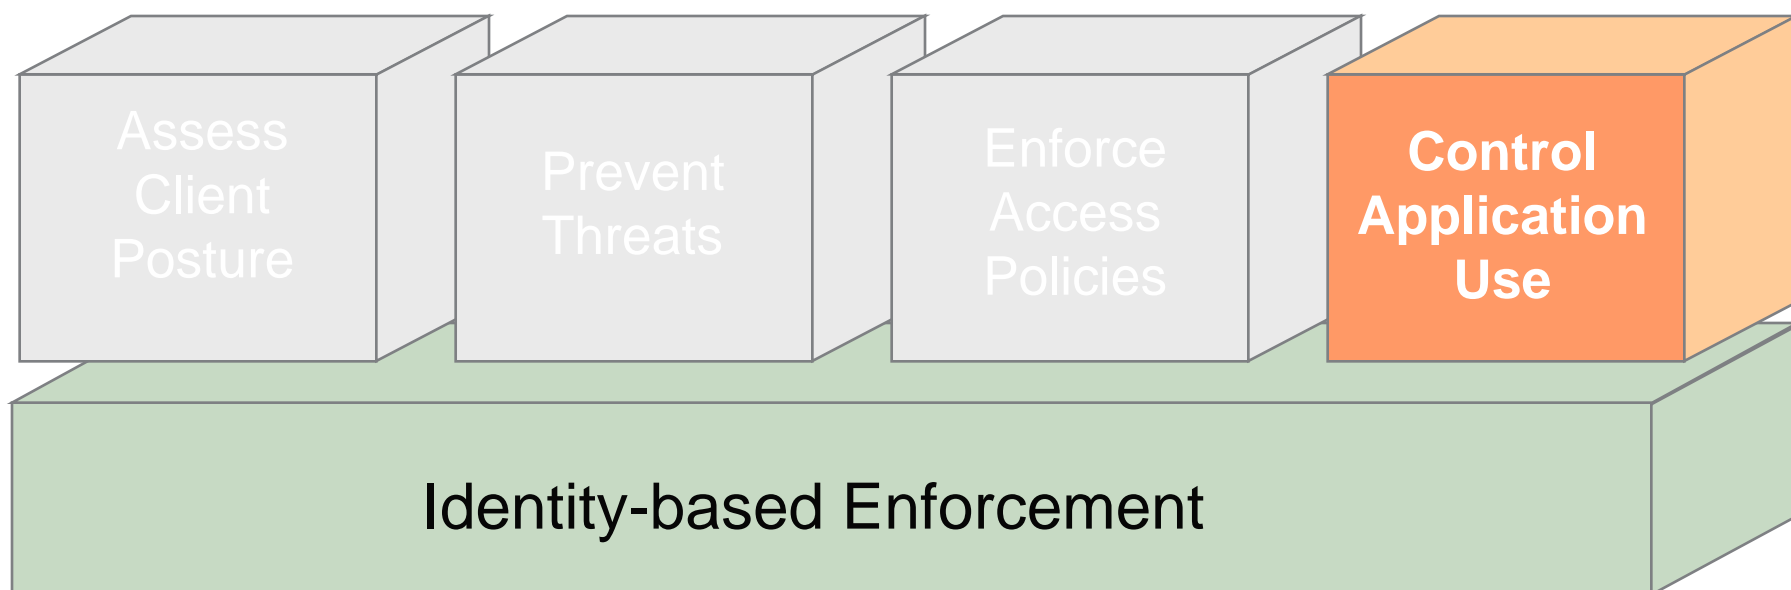 Assess
Client
Posture
Prevent
Threats
Enforce
Access
Policies
Control
Application
Use
Identity-based Enforcement